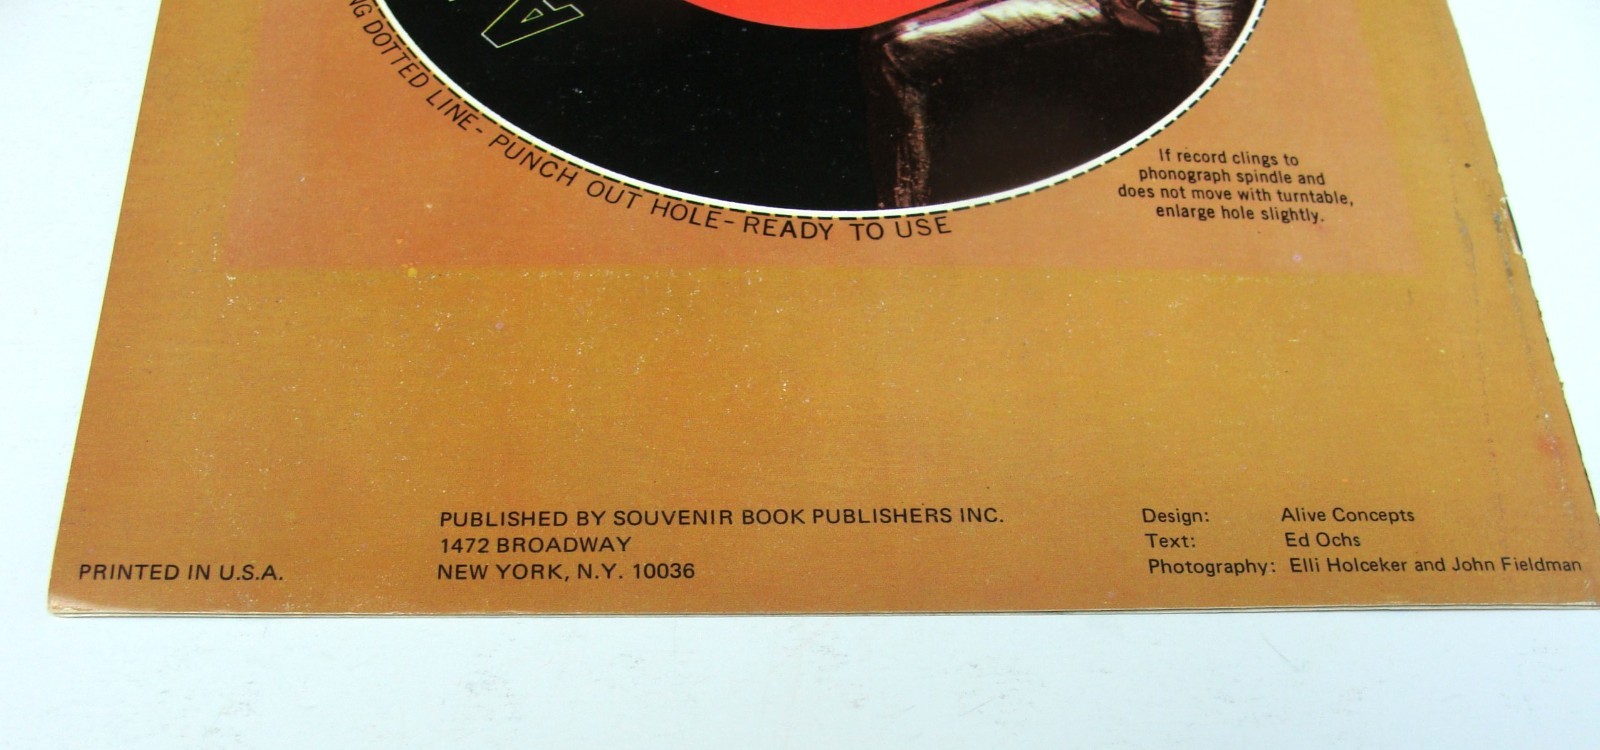 DOTTED LINE- PUNCH OUT HOLE- READY TO USE
If record clings to
phonograph spindle and
does not move with turntable,
enlarge hole slightly.
PRINTED IN U.S.A.
PUBLISHED BY SOUVENIR BOOK PUBLISHERS INC.
1472 BROADWAY
NEW YORK, N.Y. 10036
Design: Alive Concepts
Text: Ed Ochs
Photography: Elli Holceker and John Fieldman